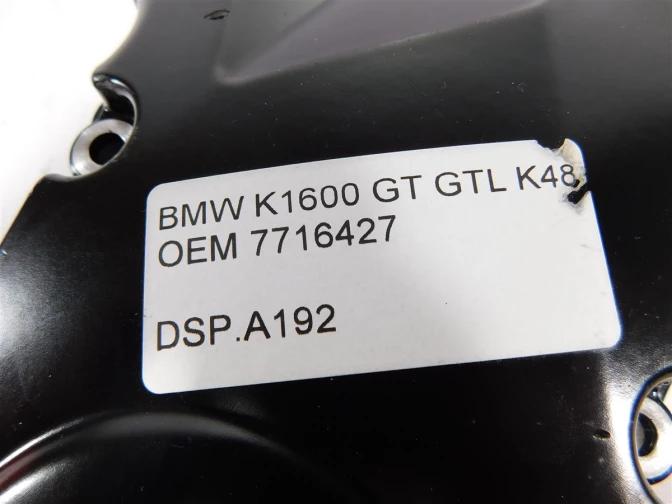 BMW K1600 GT GTL K48
OEM 7716427
DSP.A192